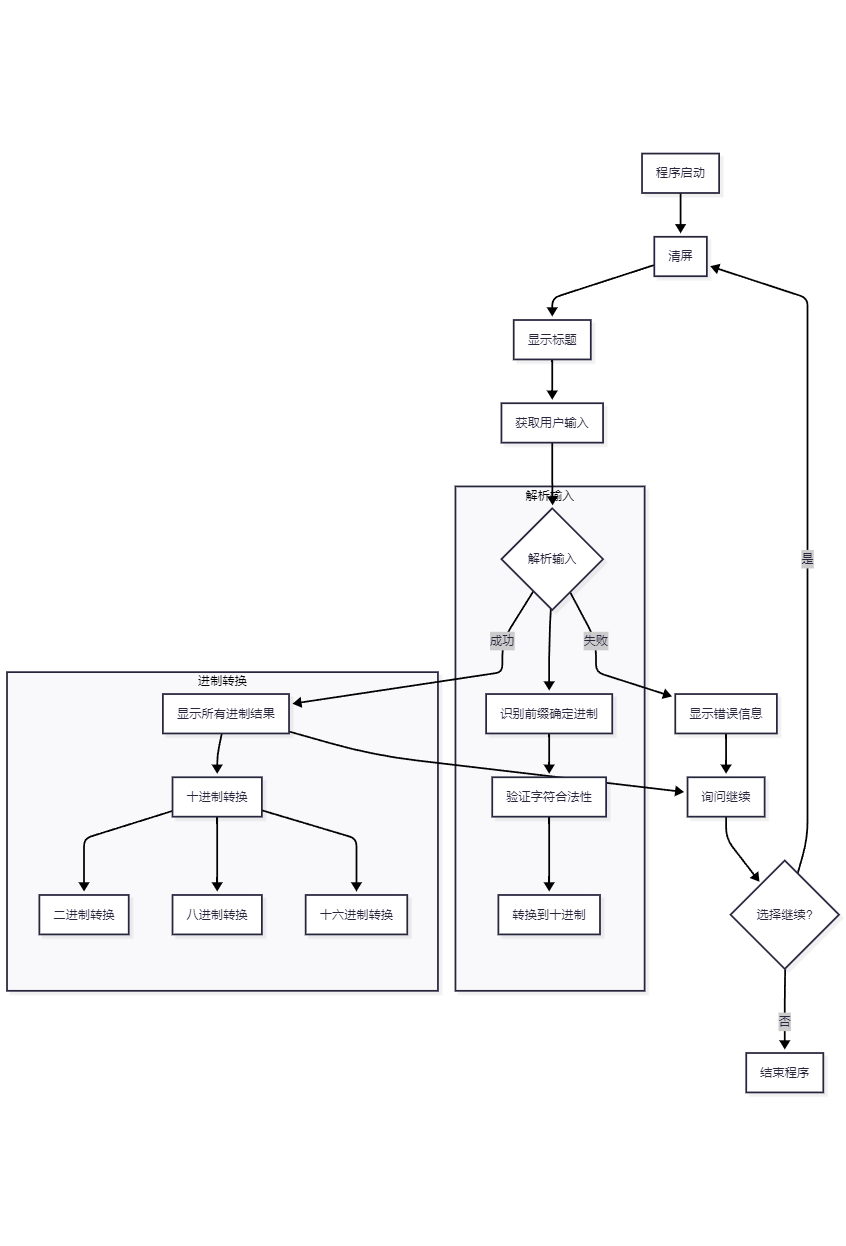 程序启动
清屏
显示标题
获取用户输入
解析输入
解析输入
是
成功
失败
进制转换
显示所有进制结果
识别前缀确定进制
显示错误信息
十进制转换
验证字符合法性
询问继续
二进制转换
八进制转换
十六进制转换
转换到十进制
选择继续?
否
结束程序